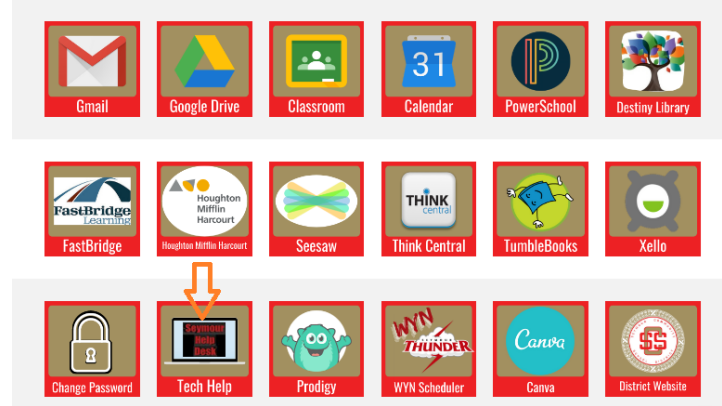 31
Gmail
Google Drive
Classroom
Calendar
PowerSchool
Destiny Library
FastBridge
Learning
Houghton
Mifflin
Harcourt
THINK
central
FastBridge
Houghton Mifflin Harcourt
Seesaw
Think Central
TumbleBooks
Xello
Seymour
Help
Desk
WYN
THUNDER
Canva
Change Password
Tech Help
Prodigy
WYN Scheduler
Canva
District Website